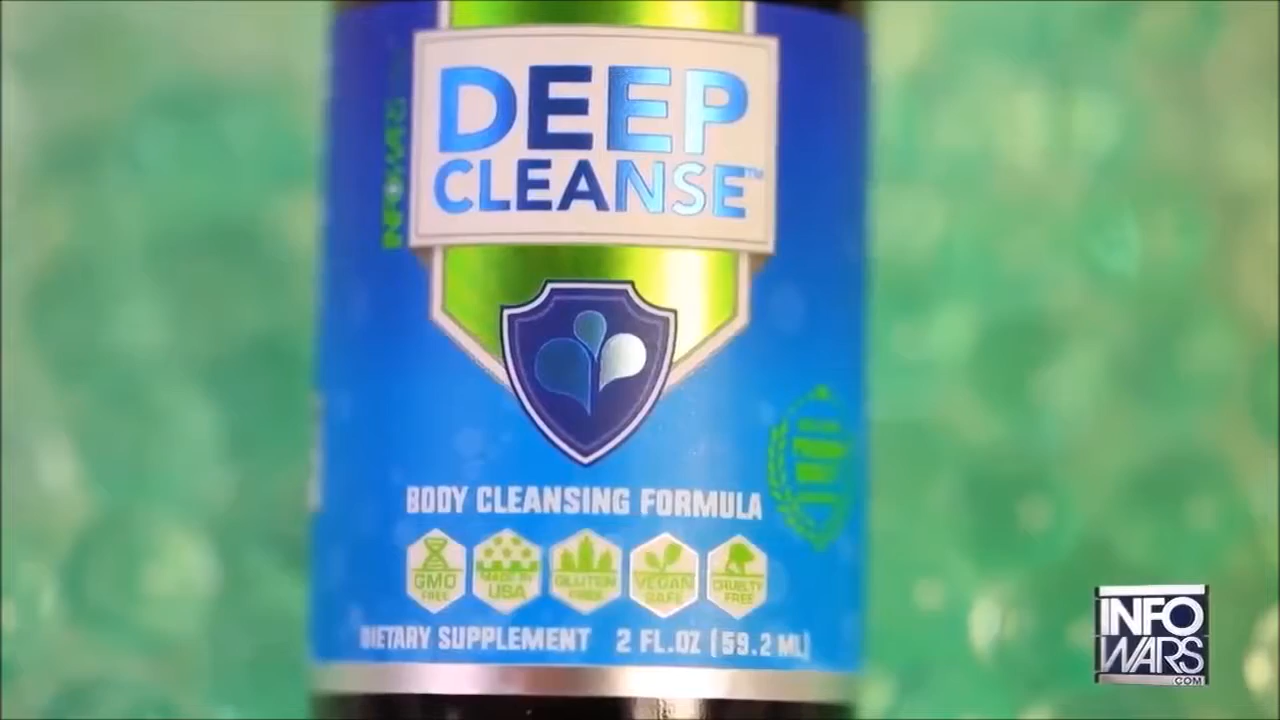 DEEP
CLEANSE™
BODY CLEANSING FORMULA
GMO
FREE
MADE IN
USA
GLUTEN
FREE
VEGAN
SAFE
CRUELTY
FREE
DIETARY SUPPLEMENT 2 FL.OZ (59.2 ML)
INFO
WARS
.COM